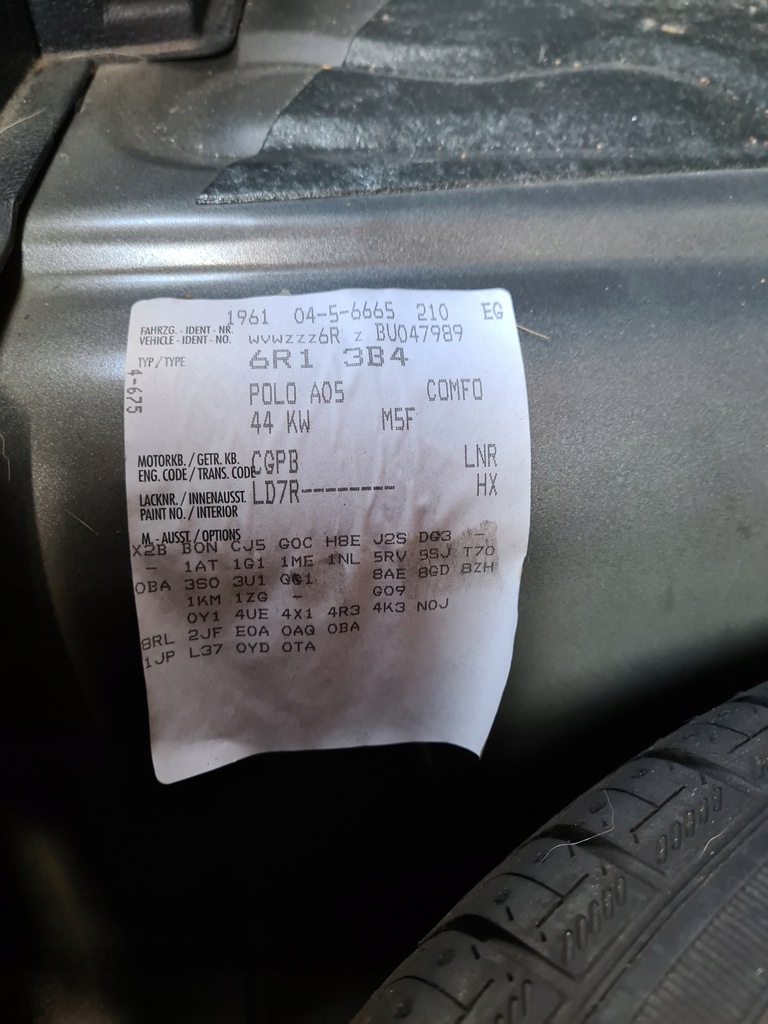 1961 04-5-6665 210 EG
FAHRZG. - IDENT - NR.
VEHICLE - IDENT - NO. WVWZZZ6R Z BU047989
TYP / TYPE 6R1 3B4
4-675
POLO A05 COMFO
44 KW M5F
MOTORKB. / GETR. KB.
ENG. CODE / TRANS. CODE CGPB LNR
LACKNR. / INNENAUSST.
PAINT NO. / INTERIOR LD7R-------- HX
M. - AUSST. / OPTIONS
X2B B0N CJ5 G0C H8E J2S DG3 -
- 1AT 1G1 1ME 1NL 5RV 5SJ T70
0BA 3S0 3U1 QG1 8AE 8GD 8ZH
1KM 1ZG - G09
0Y1 4UE 4X1 4R3 4K3 N0J
8RL 2JF E0A 0AQ 0BA
1JP L37 0YD 0TA